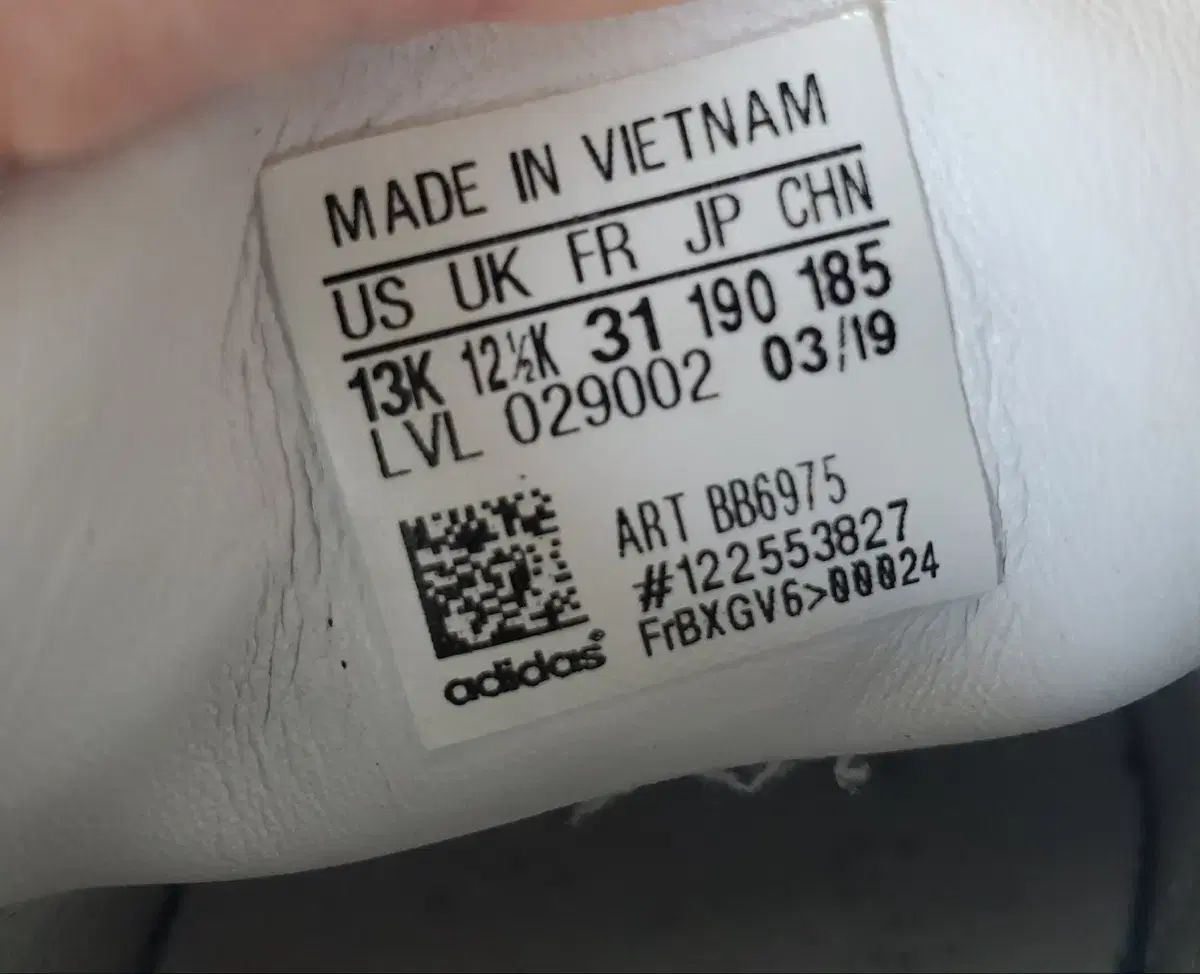 MADE IN VIETNAM
US UK FR JP CHN
13K 12½K 31 190 185
LVL 029002 03/19
ART BB6975
#122553827
FrBXGV6>00024
adidas®